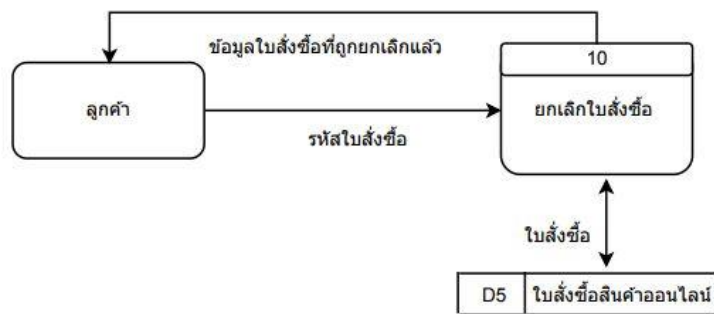 ข้อมูลใบสั่งซื้อที่ถูกยกเลิกแล้ว
10
ลูกค้า
ยกเลิกใบสั่งซื้อ
รหัสใบสั่งซื้อ
ใบสั่งซื้อ
D5 ใบสั่งซื้อสินค้าออนไลน์